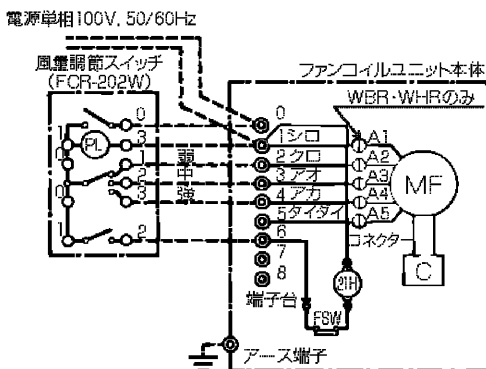 電源単相100V, 50/60Hz
風量調節スイッチ
(FCR-202W)
ファンコイルユニット本体
WBR・WHRのみ
0
1
PL
3
0
1
弱
2
中
0
3
強
1
2
0
1シロ
2クロ
3アオ
4アカ
5ダイダイ
6
7
8
端子台
A1
A2
A3
A4
A5
MF
コネクター
C
21H
FSW
アース端子